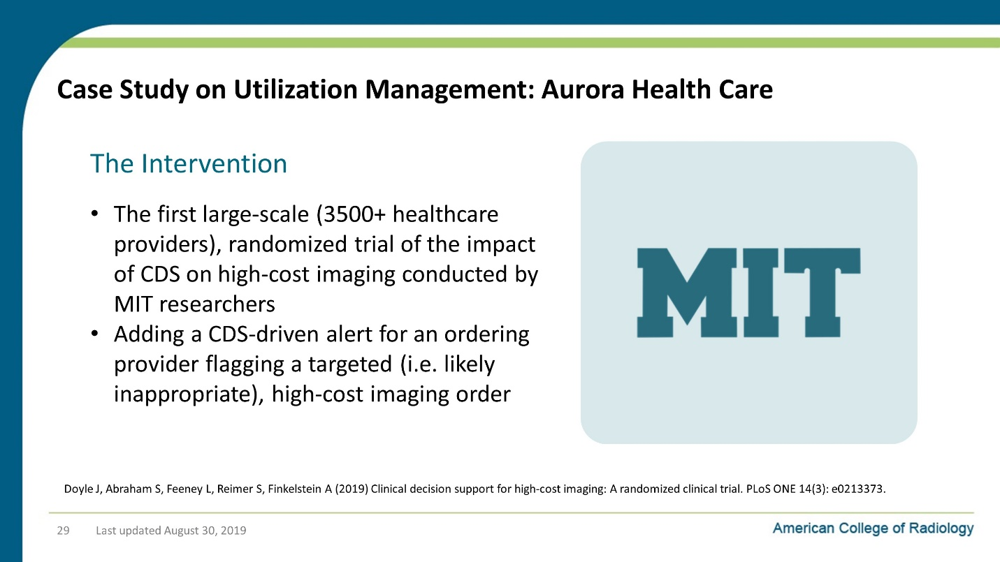 Case Study on Utilization Management: Aurora Health Care
The Intervention
• The first large-scale (3500+ healthcare
providers), randomized trial of the impact
of CDS on high-cost imaging conducted by
MIT researchers
• Adding a CDS-driven alert for an ordering
provider flagging a targeted (i.e. likely
inappropriate), high-cost imaging order
MIT
Doyle J, Abraham S, Feeney L, Reimer S, Finkelstein A (2019) Clinical decision support for high-cost imaging: A randomized clinical trial. PLoS ONE 14(3): e0213373.
29 Last updated August 30, 2019
American College of Radiology